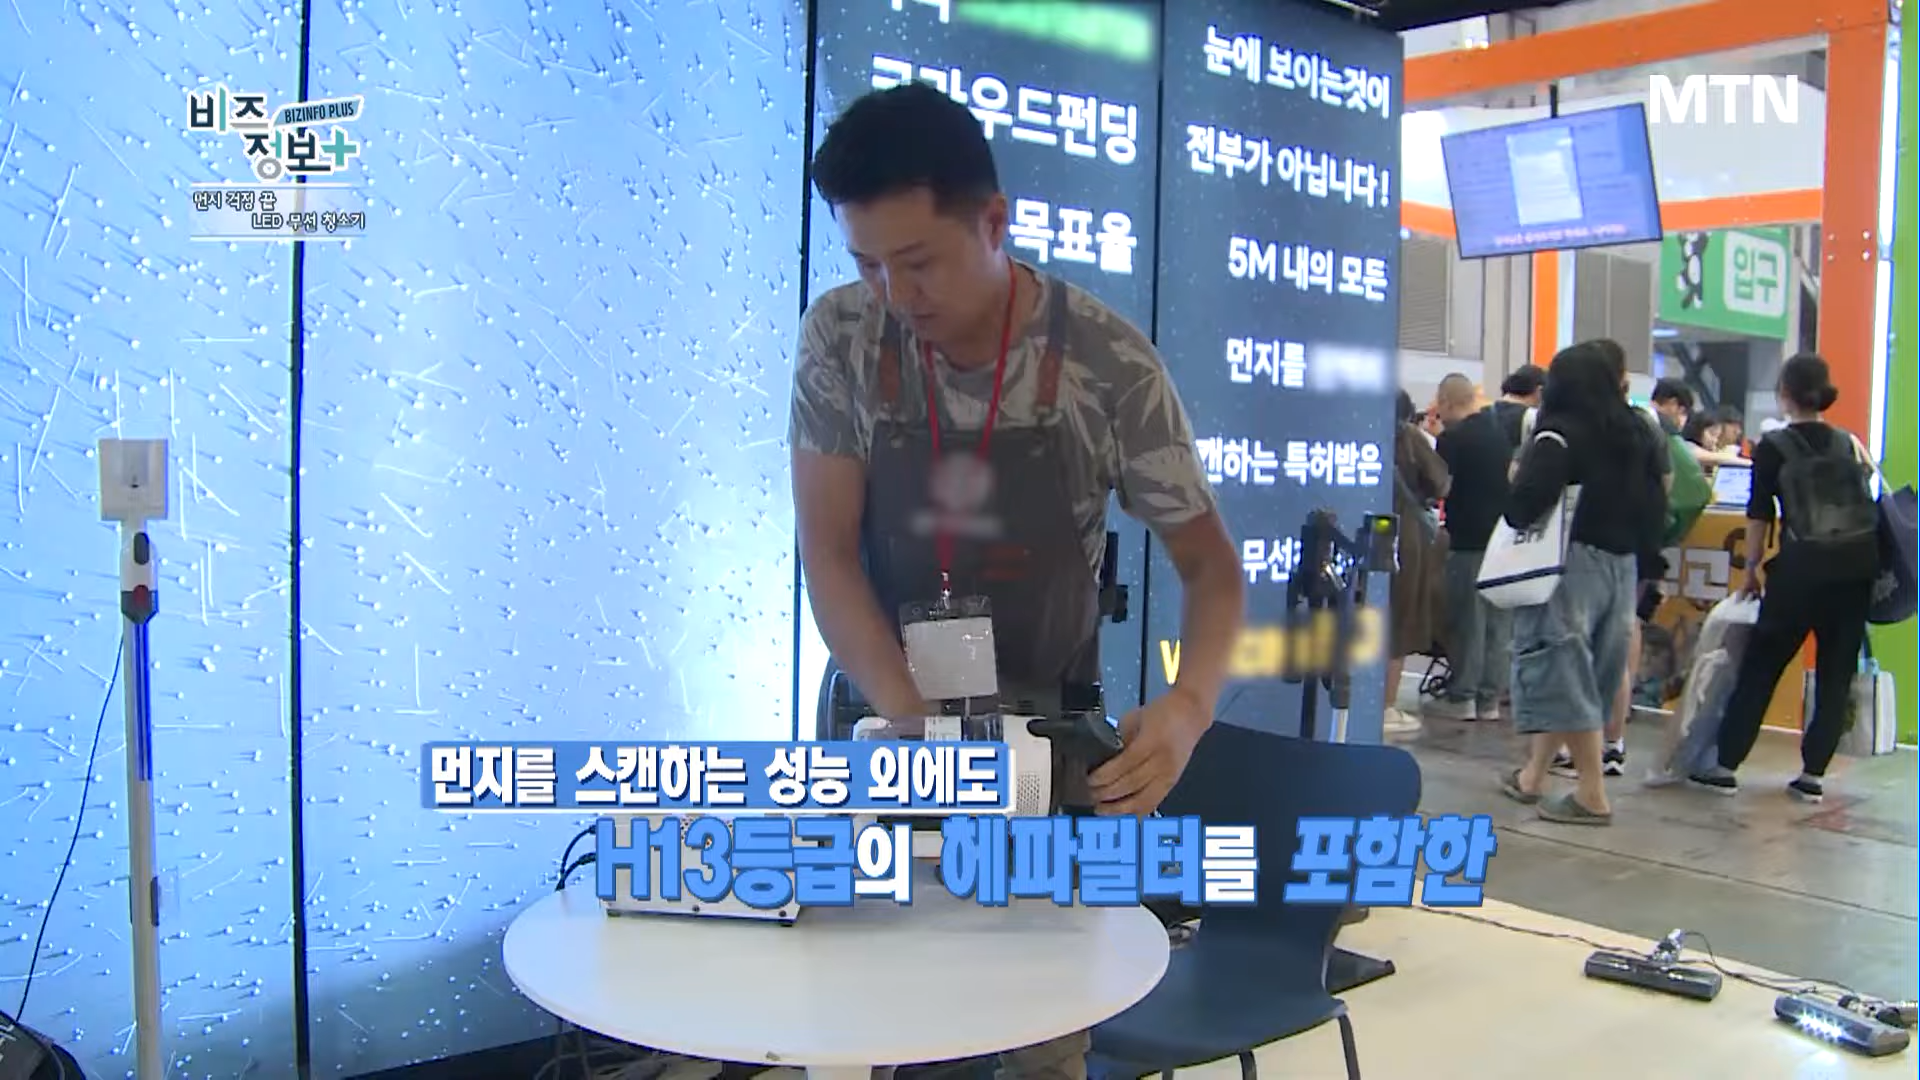 비즈
BIZINFO PLUS
정보+
먼지 걱정 끝
LED 무선 청소기
MTN
크라우드펀딩
목표율
눈에 보이는것이
전부가 아닙니다!
5M 내의 모든
먼지를
캔하는 특허받은
무선
입구
먼지를 스캔하는 성능 외에도
H13등급의 헤파필터를 포함한